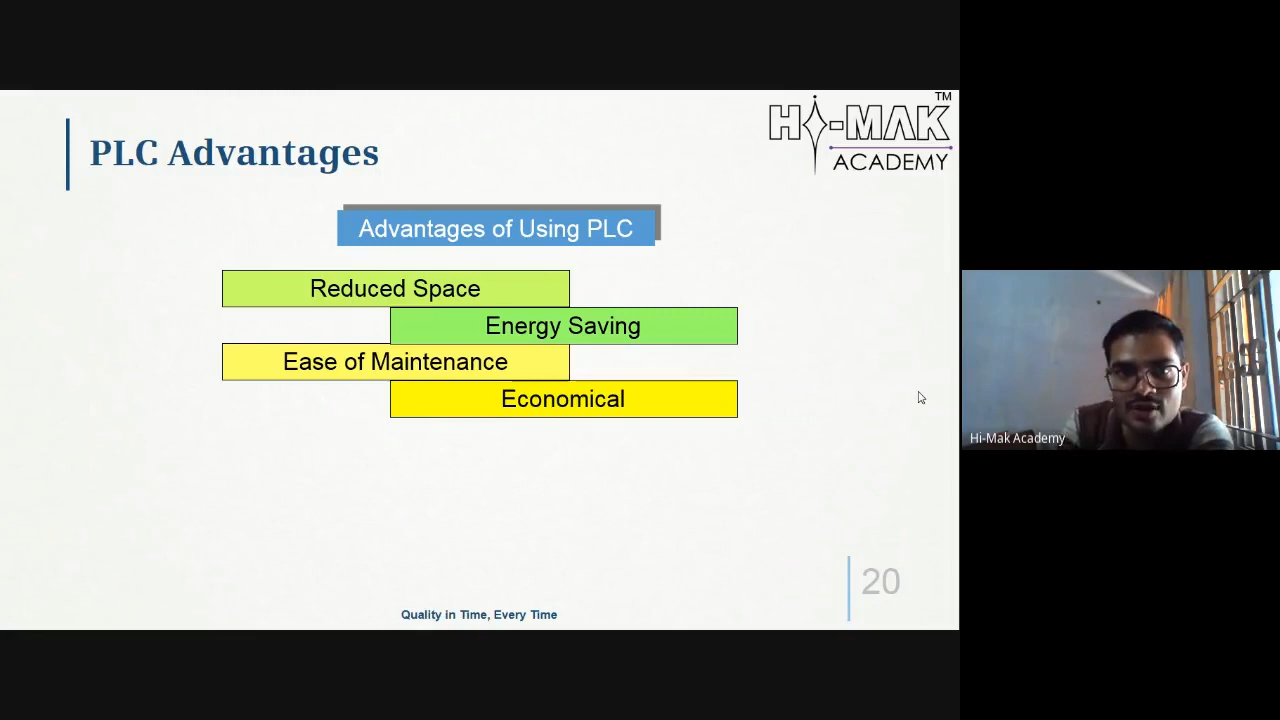 PLC Advantages
HI-MAK
TM
ACADEMY
Advantages of Using PLC
Reduced Space
Energy Saving
Ease of Maintenance
Economical
Hi-Mak Academy
20
Quality in Time, Every Time